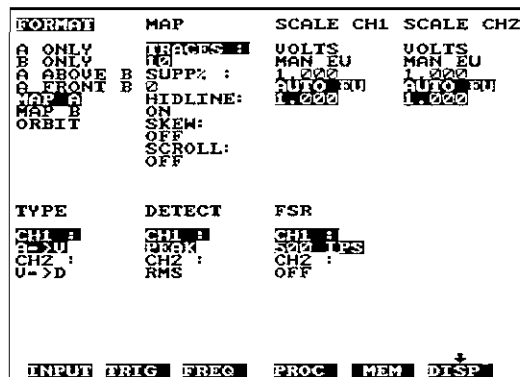 FORMAT MAP SCALE CH1 SCALE CH2
A ONLY
B ONLY
A ABOVE B
A FRONT B
MAP A
MAP B
ORBIT
TRACES :
10
SUPP% :
0
HIDLINE:
ON
SKEW:
OFF
SCROLL:
OFF
VOLTS
MAN EU
1.000
AUTO EU
1.000
VOLTS
MAN EU
1.000
AUTO EU
1.000
TYPE DETECT FSR
CH1 :
A->V
CH2 :
V->D
CH1 :
PEAK
CH2 :
RMS
CH1 :
500 IPS
CH2 :
OFF
INPUT TRIG FREQ PROC MEM DISP